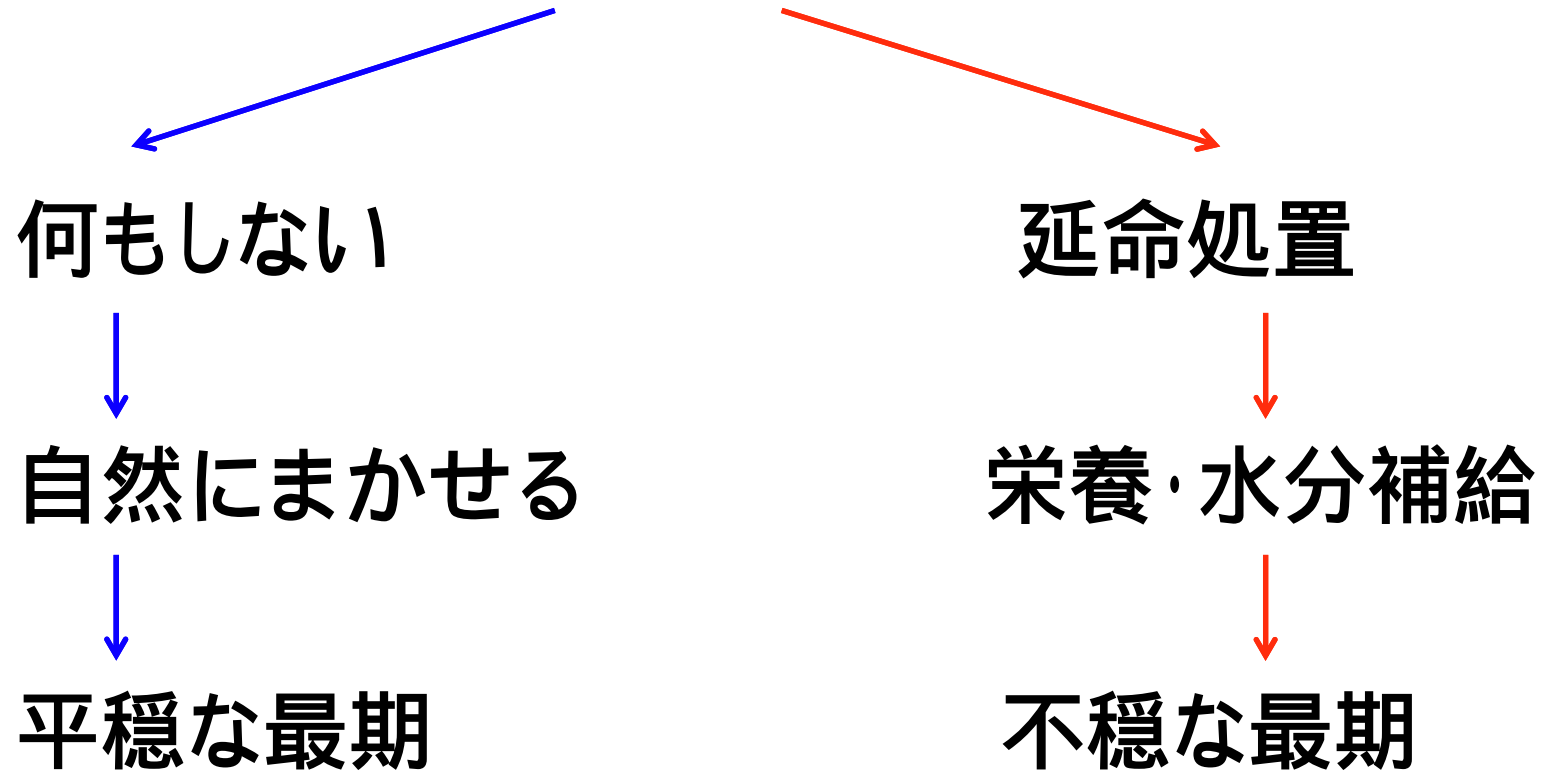 何もしない
延命処置
自然にまかせる
栄養·水分補給
平穏な最期
不穏な最期